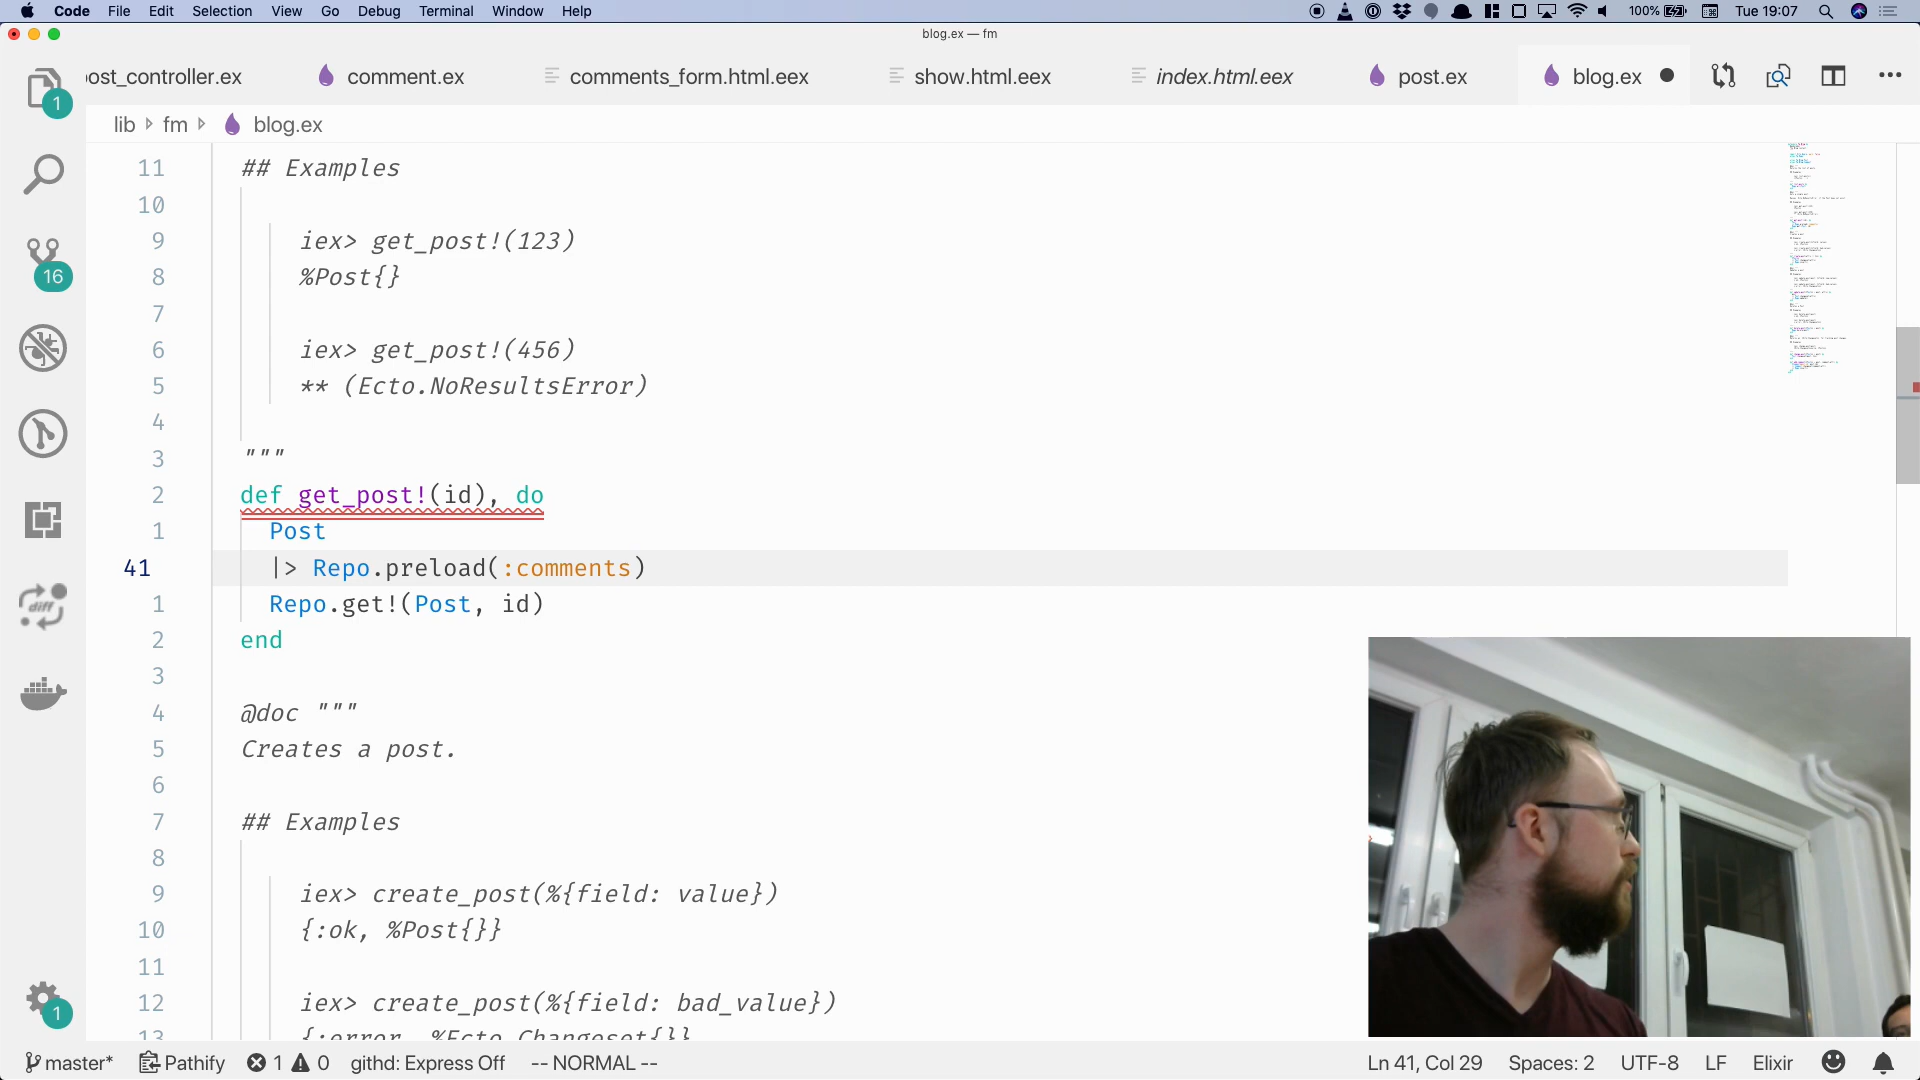 Code File Edit Selection View Go Debug Terminal Window Help 100% Tue 19:07
blog.ex — fm
post_controller.ex comment.ex comments_form.html.eex show.html.eex index.html.eex post.ex blog.ex
lib fm blog.ex
11 ## Examples
10
9 iex> get_post!(123)
8 %Post{}
7
6 iex> get_post!(456)
5 ** (Ecto.NoResultsError)
4
3 """
2 def get_post!(id), do
1 Post
41 |> Repo.preload(:comments)
1 Repo.get!(Post, id)
2 end
3
4 @doc """
5 Creates a post.
6
7 ## Examples
8
9 iex> create_post(%{field: value})
10 {:ok, %Post{}}
11
12 iex> create_post(%{field: bad_value})
13 {:error, %Ecto.Changeset{}}
1
16
diff
1
master* Pathify 1 0 githd: Express Off -- NORMAL -- Ln 41, Col 29 Spaces: 2 UTF-8 LF Elixir